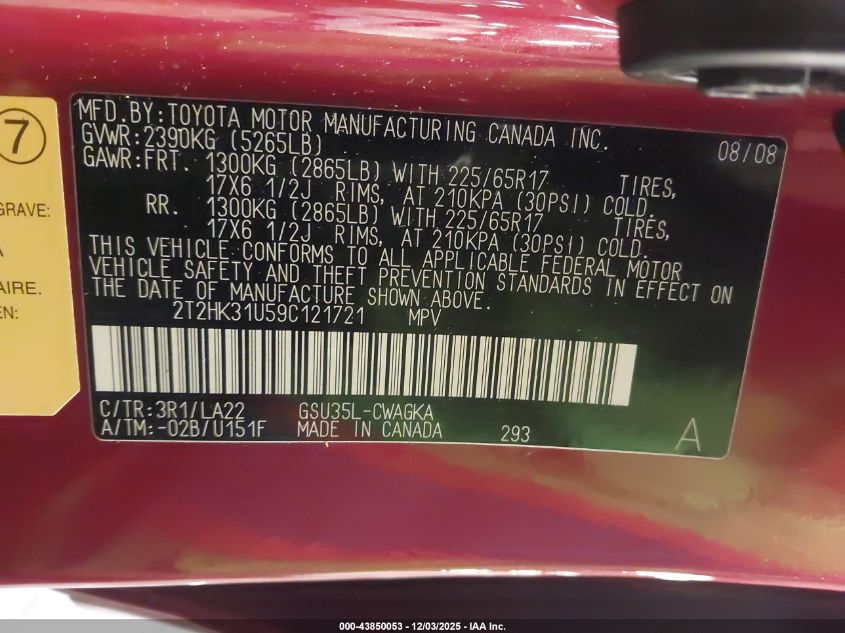 7
GRAVE:
A
AIRE.
EN:
MFD.BY:TOYOTA MOTOR MANUFACTURING CANADA INC. 08/08
GVWR:2390KG (5265LB)
GAWR:FRT. 1300KG (2865LB) WITH 225/65R17 TIRES,
17X6 1/2J RIMS, AT 210KPA (30PSI) COLD.
RR. 1300KG (2865LB) WITH 225/65R17 TIRES,
17X6 1/2J RIMS, AT 210KPA (30PSI) COLD.
THIS VEHICLE CONFORMS TO ALL APPLICABLE FEDERAL MOTOR
VEHICLE SAFETY AND THEFT PREVENTION STANDARDS IN EFFECT ON
THE DATE OF MANUFACTURE SHOWN ABOVE.
2T2HK31U59C121721 MPV
C/TR:3R1/LA22 GSU35L-CWAGKA
A/TM:-02B/U151F MADE IN CANADA 293 A
000-43850053 - 12/03/2025 - IAA Inc.